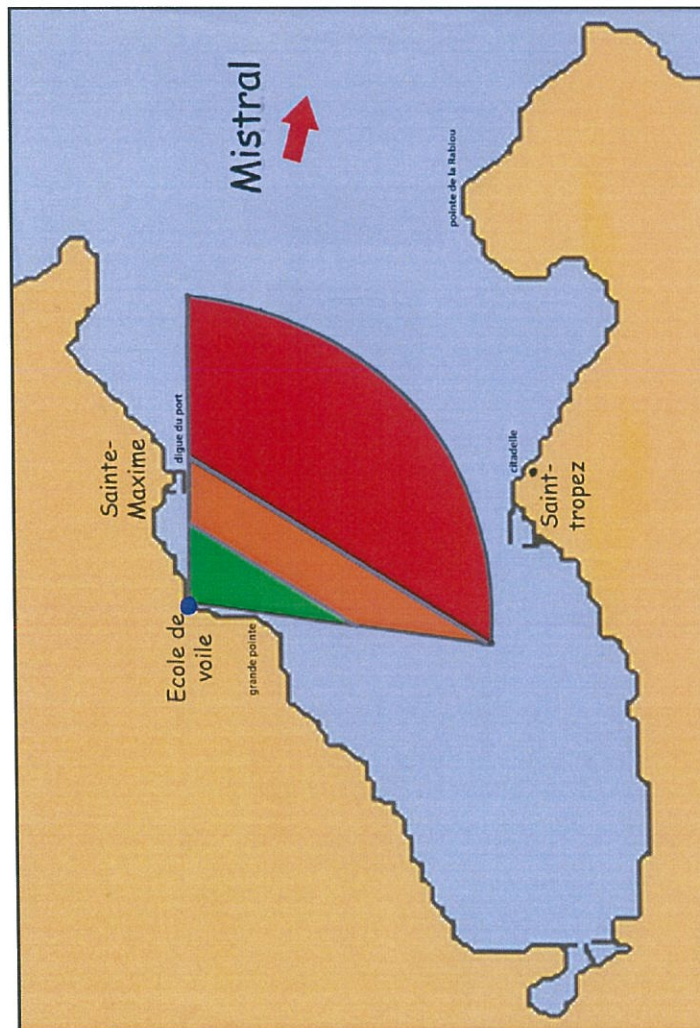 Sainte-
Maxime
digue du port
Ecole de
voile
grande pointe
Mistral
pointe de la Rabiou
citadelle
Saint-
tropez